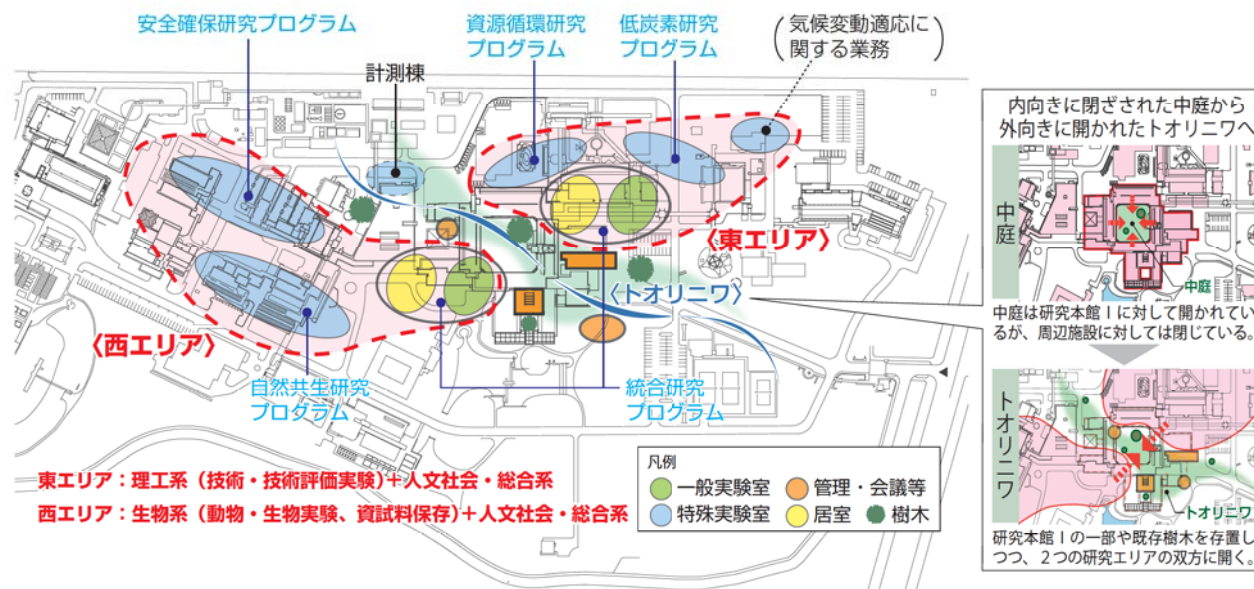 安全確保研究プログラム
資源循環研究
プログラム
低炭素研究
プログラム
(気候変動適応に
関する業務)
計測棟
〈東エリア〉
〈トオリニワ〉
〈西エリア〉
自然共生研究
プログラム
統合研究
プログラム
東エリア：理工系（技術・技術評価実験）＋人文社会・総合系
西エリア：生物系（動物・生物実験、資試料保存）＋人文社会・総合系
凡例
一般実験室
管理・会議等
特殊実験室
居室
樹木
内向きに閉ざされた中庭から
外向きに開かれたトオリニワへ
中庭
中庭
中庭は研究本館Ⅰに対して開かれてい
るが、周辺施設に対しては閉じている。
トオリニワ
トオリニワ
研究本館Ⅰの一部や既存樹木を存置し
つつ、２つの研究エリアの双方に開く。